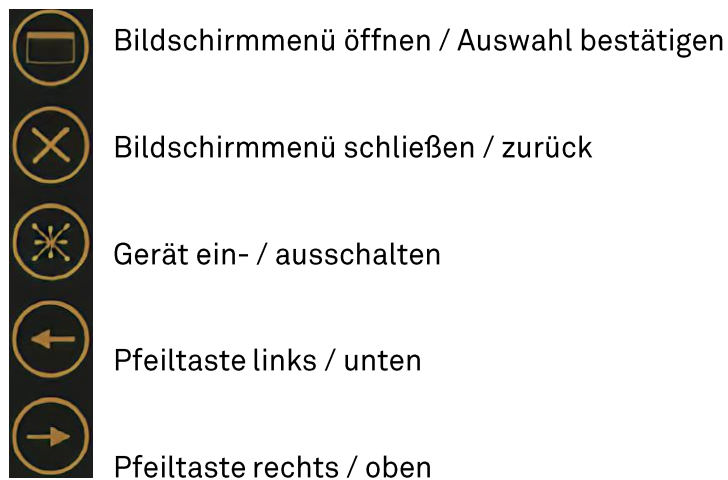 Bildschirmmenü öffnen / Auswahl bestätigen
Bildschirmmenü schließen / zurück
Gerät ein- / ausschalten
Pfeiltaste links / unten
Pfeiltaste rechts / oben